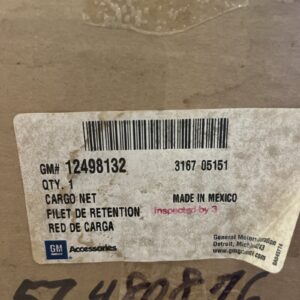 GM# 12498132 3167 05151
QTY. 1
CARGO NET MADE IN MEXICO
FILET DE RETENTION Inspected by 3
RED DE CARGA
GM Accessories
General Motors Corporation
Detroit, Michigan